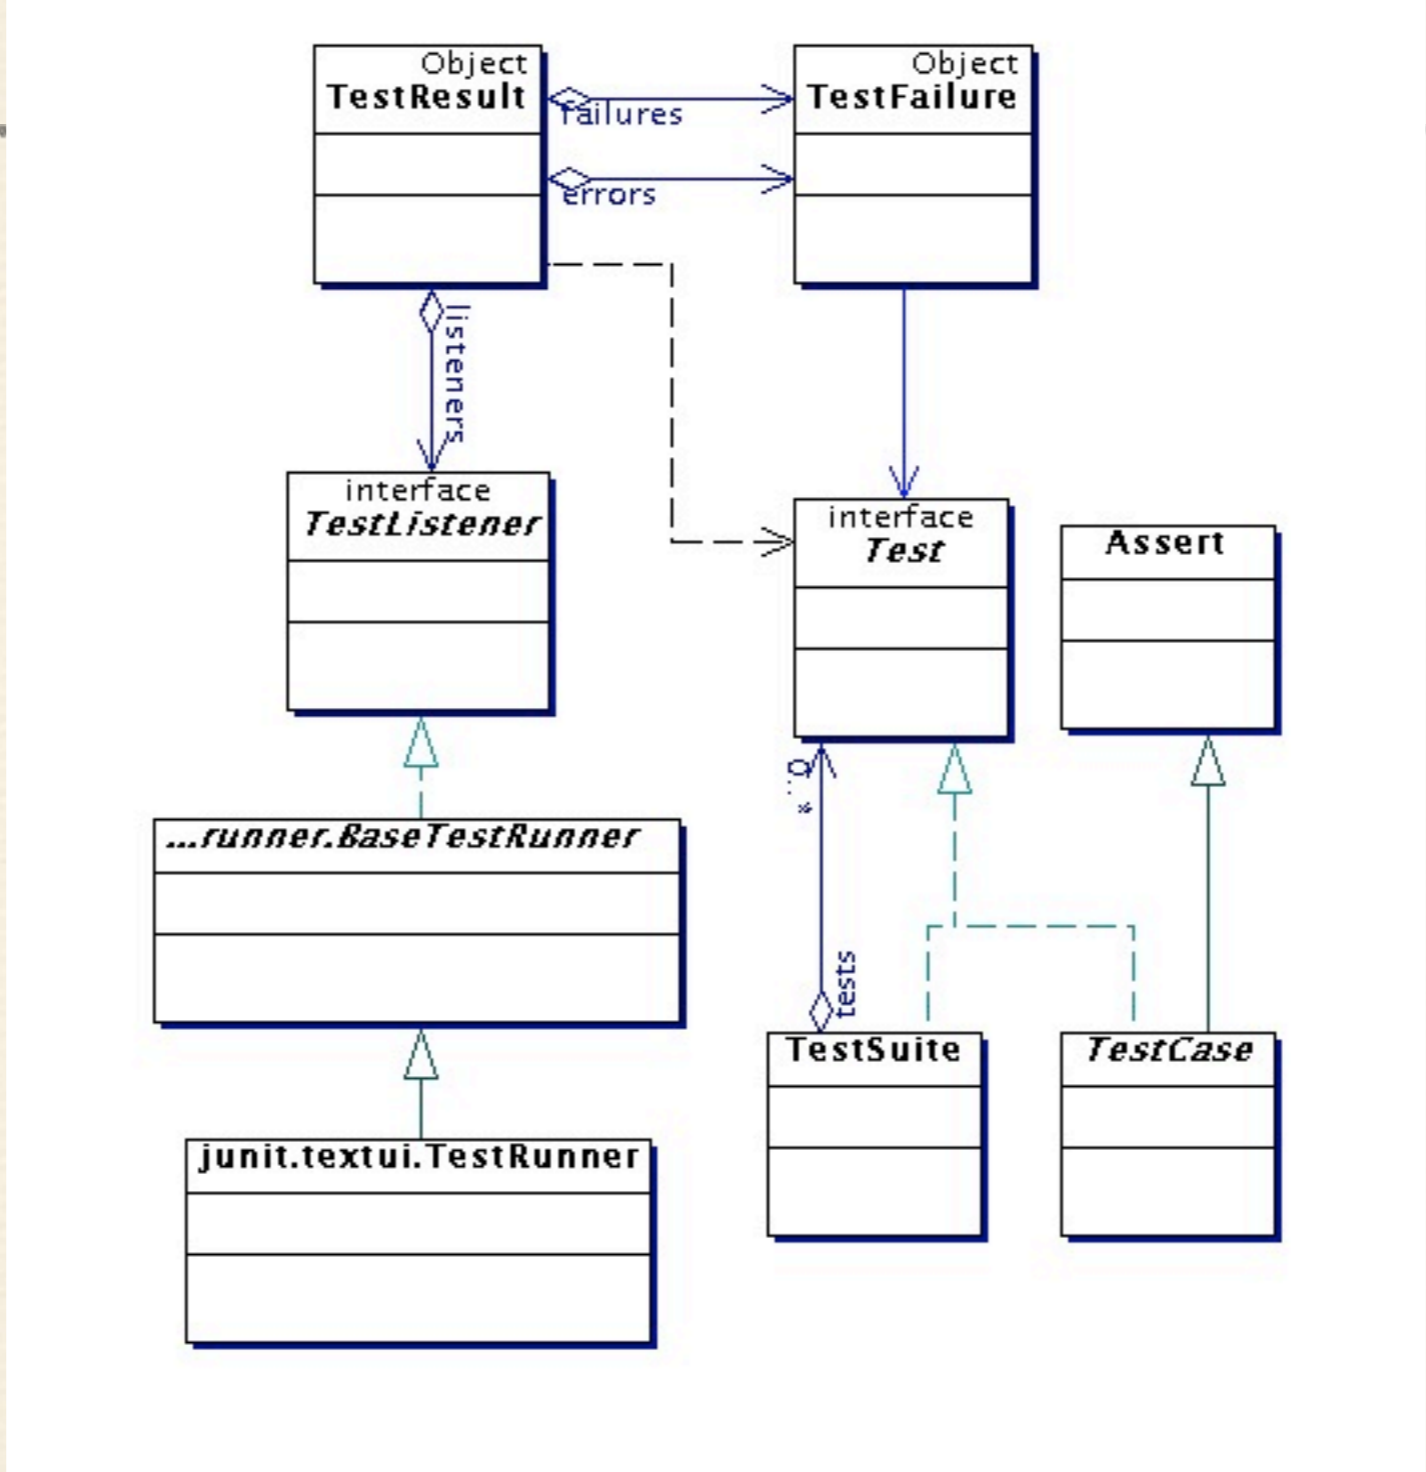 Object
TestResult
Object
TestFailure
failures
errors
listeners
interface
TestListener
interface
Test
Assert
0..*
...runner.BaseTestRunner
tests
TestSuite
TestCase
junit.textui.TestRunner